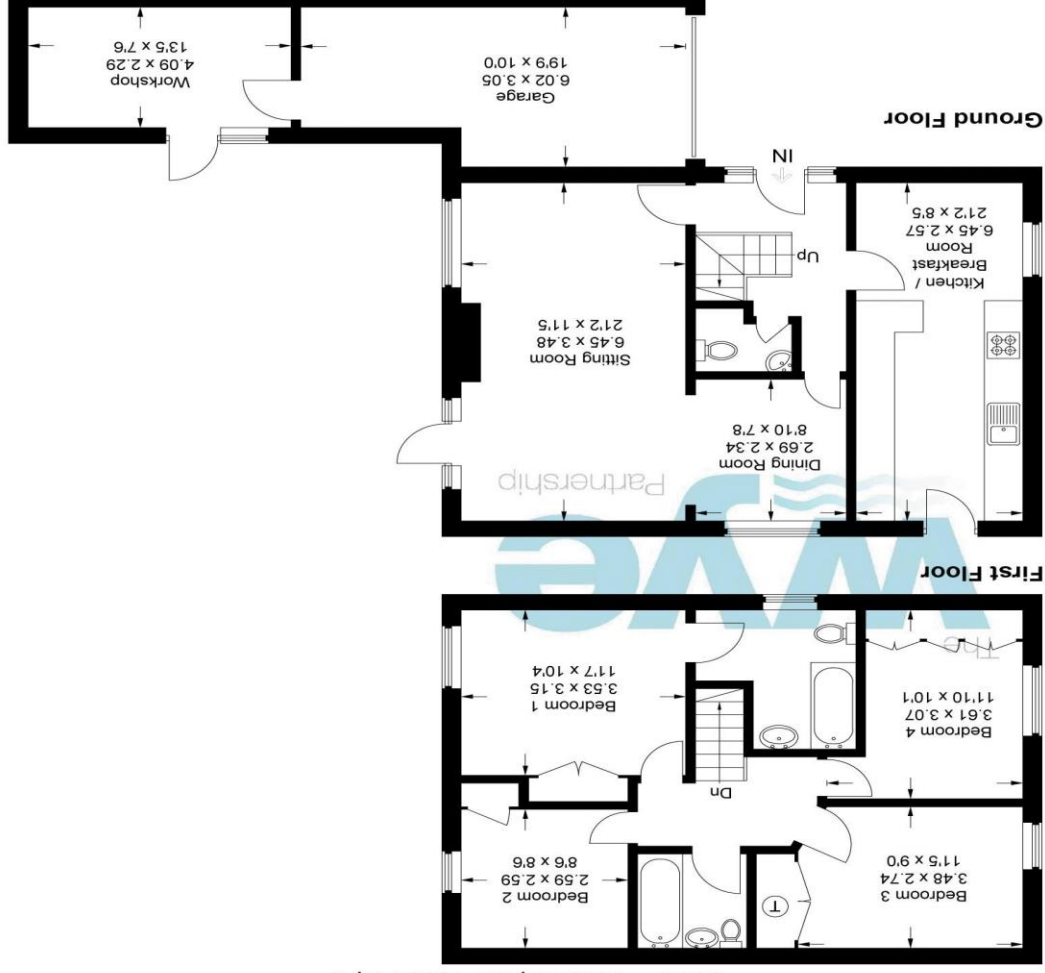 Bedroom 3
3.48 x 2.74
11'5 x 9'0
T
Bedroom 2
2.59 x 2.59
8'6 x 8'6
Dn
Bedroom 4
3.61 x 3.07
11'10 x 10'1
Bedroom 1
3.53 x 3.15
11'7 x 10'4
First Floor
The
wye
Partnership
Dining Room
2.69 x 2.34
8'10 x 7'8
Sitting Room
6.45 x 3.48
21'2 x 11'5
Kitchen /
Breakfast
Room
6.45 x 2.57
21'2 x 8'5
Up
IN
Ground Floor
Garage
6.02 x 3.05
19'9 x 10'0
Workshop
4.09 x 2.29
13'5 x 7'6